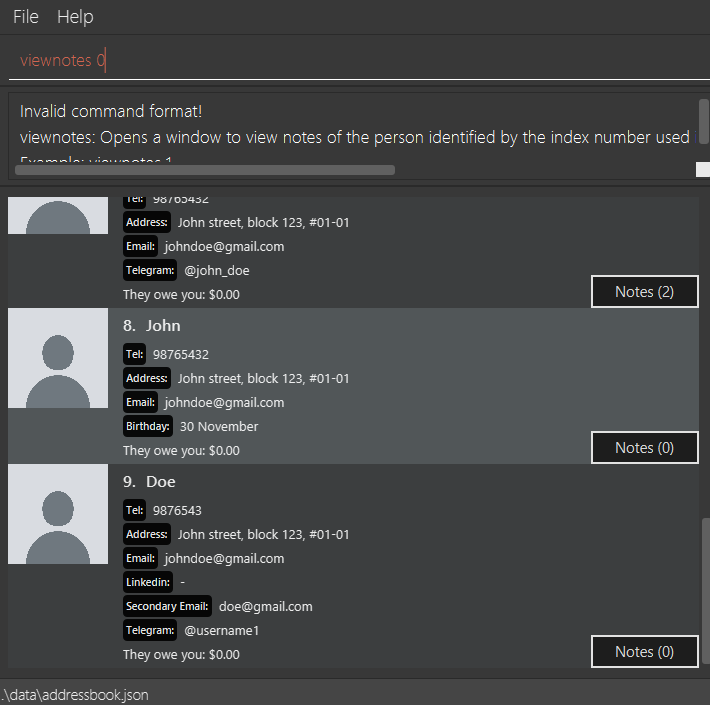 File Help
viewnotes 0
Invalid command format!
viewnotes: Opens a window to view notes of the person identified by the index number used
Example: viewnotes 1
Tel: 98765432
Address: John street, block 123, #01-01
Email: johndoe@gmail.com
Telegram: @john_doe
They owe you: $0.00
Notes (2)
8. John
Tel: 98765432
Address: John street, block 123, #01-01
Email: johndoe@gmail.com
Birthday: 30 November
They owe you: $0.00
Notes (0)
9. Doe
Tel: 9876543
Address: John street, block 123, #01-01
Email: johndoe@gmail.com
Linkedin: -
Secondary Email: doe@gmail.com
Telegram: @username1
They owe you: $0.00
Notes (0)
.\data\addressbook.json